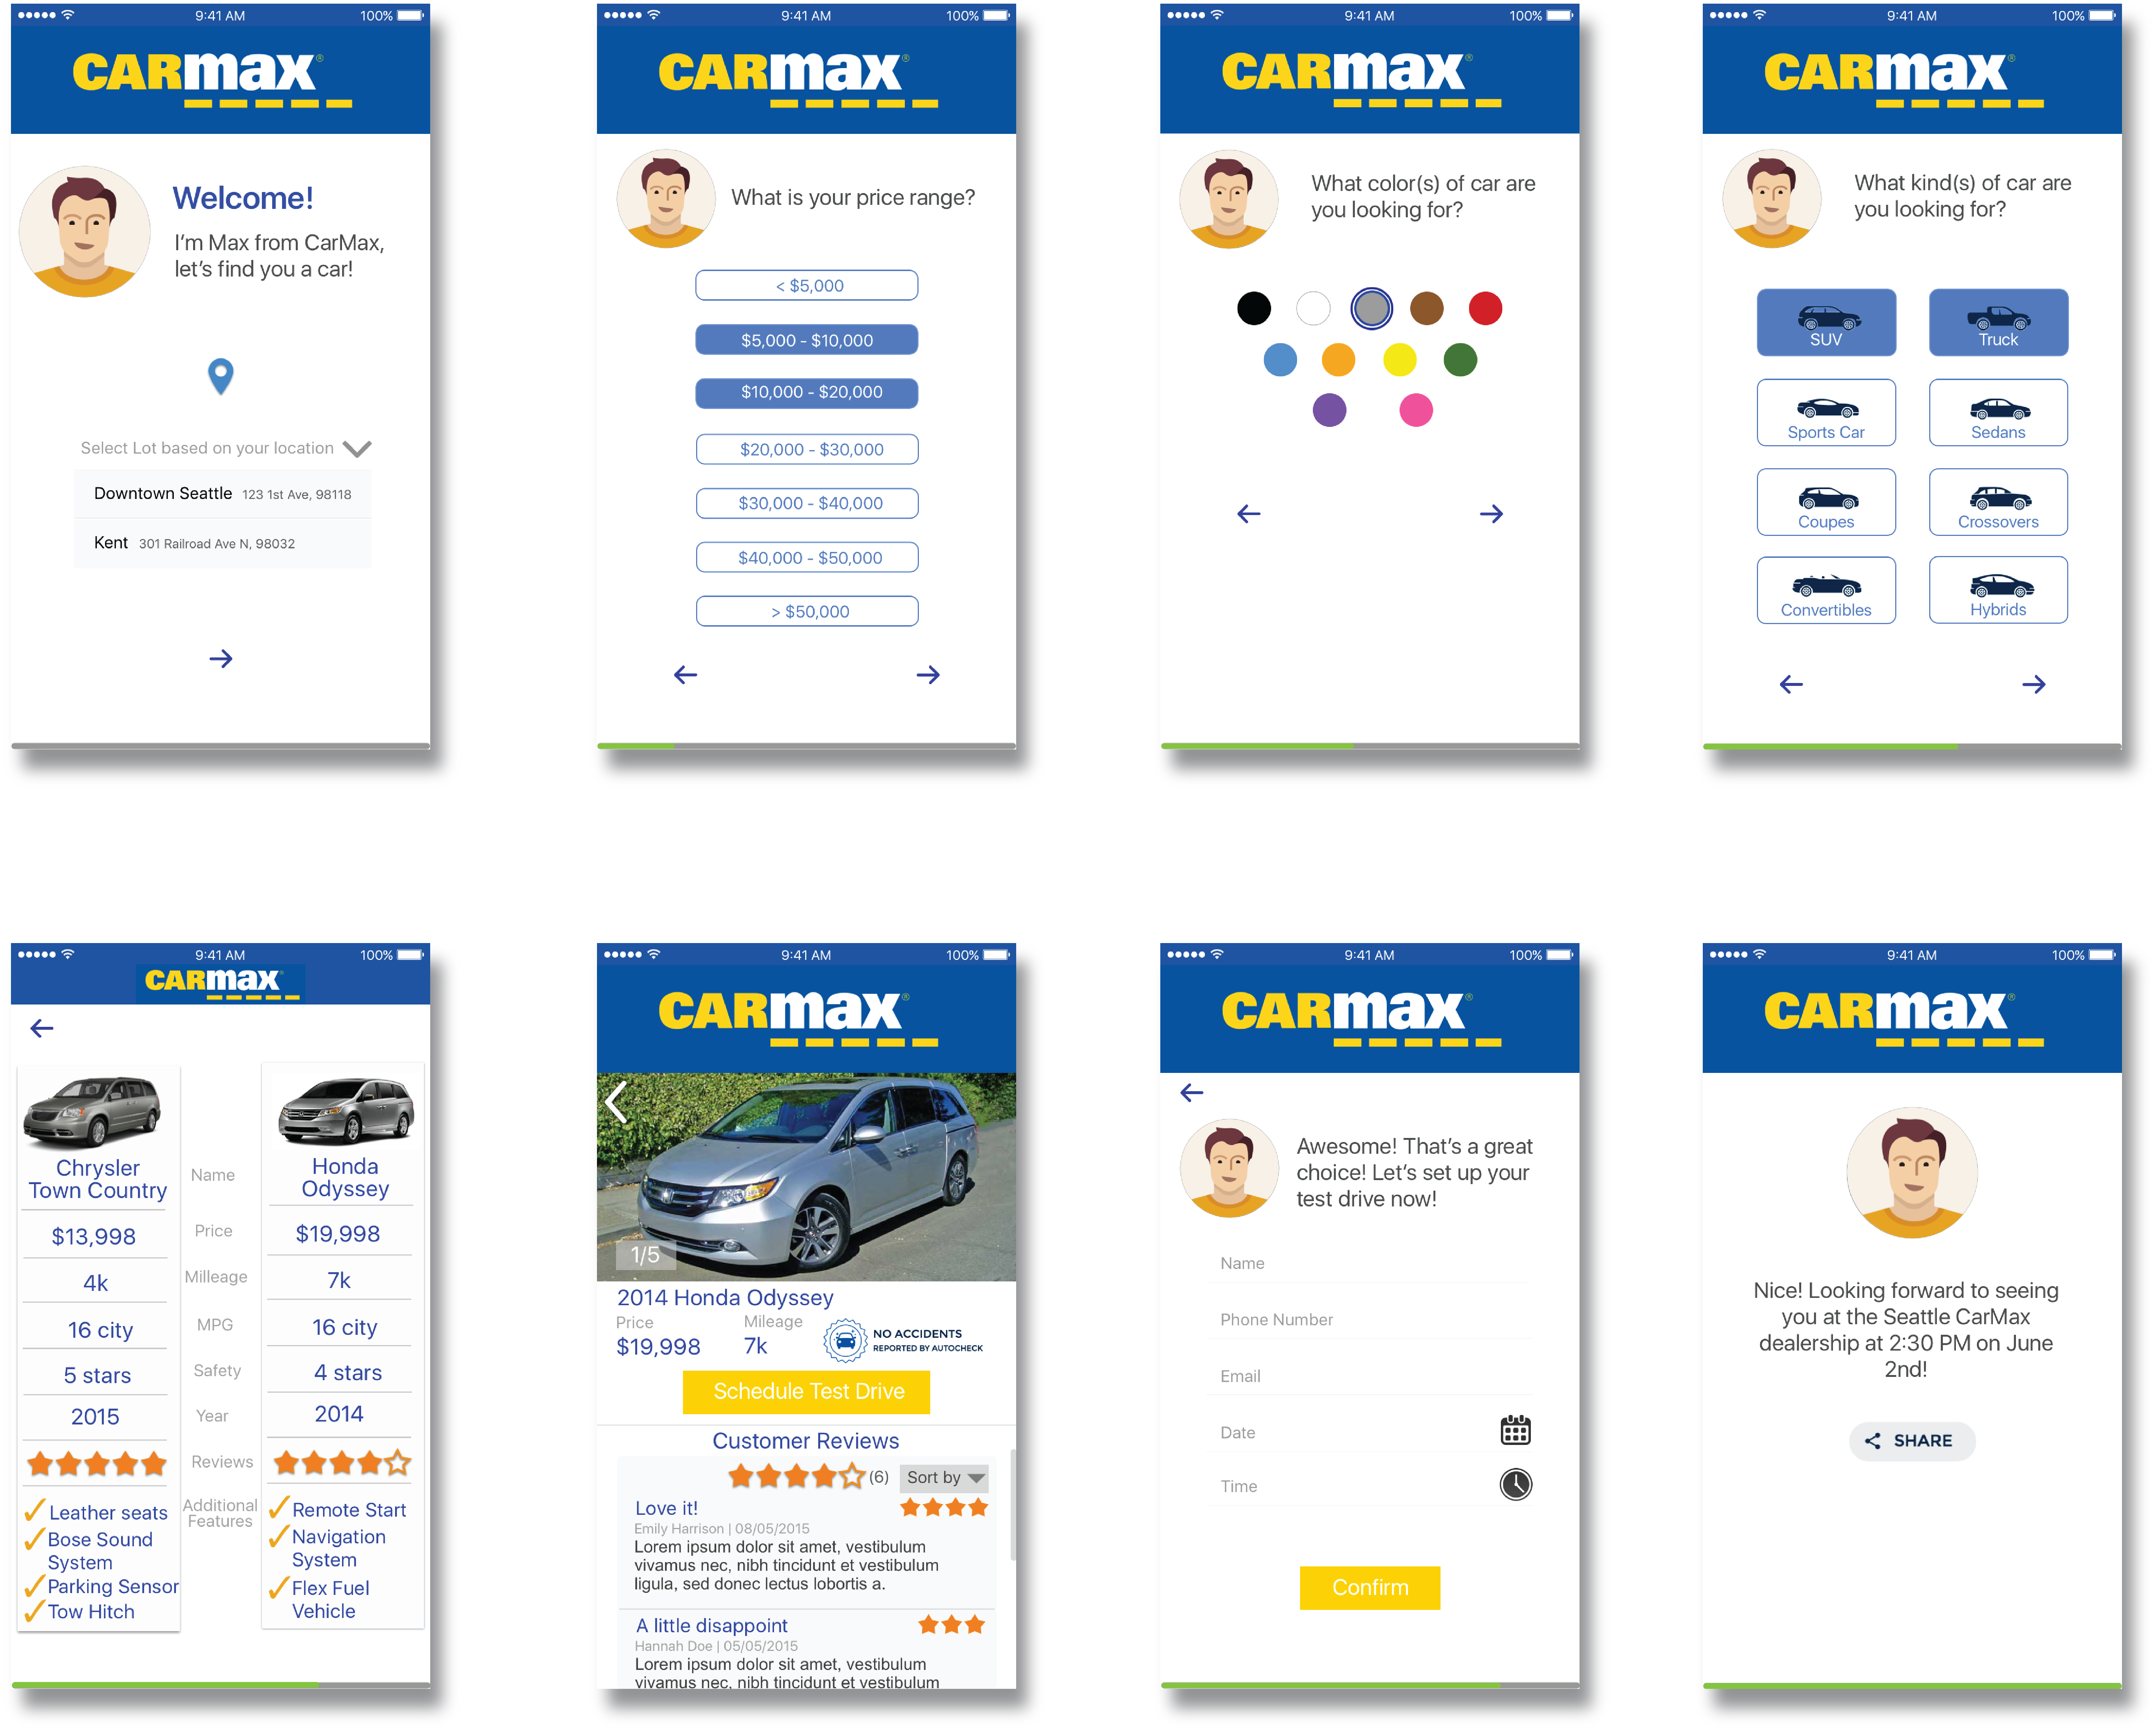 9:41 AM 100%
CARmax®
Welcome!
I'm Max from CarMax,
let's find you a car!
Select Lot based on your location
Downtown Seattle 123 1st Ave, 98118
Kent 301 Railroad Ave N, 98032
9:41 AM 100%
CARmax®
What is your price range?
< $5,000
$5,000 - $10,000
$10,000 - $20,000
$20,000 - $30,000
$30,000 - $40,000
$40,000 - $50,000
> $50,000
9:41 AM 100%
CARmax®
What color(s) of car are
you looking for?
9:41 AM 100%
CARmax®
What kind(s) of car are
you looking for?
SUV Truck
Sports Car Sedans
Coupes Crossovers
Convertibles Hybrids
9:41 AM 100%
CARmax®
Chrysler
Town Country
Name
Honda
Odyssey
$13,998 Price $19,998
4k Milleage 7k
16 city MPG 16 city
5 stars Safety 4 stars
2015 Year 2014
Reviews
Additional
Features
Leather seats
Bose Sound
System
Parking Sensor
Tow Hitch
Remote Start
Navigation
System
Flex Fuel
Vehicle
9:41 AM 100%
CARmax®
1/5
2014 Honda Odyssey
Price Mileage
$19,998 7k
NO ACCIDENTS
REPORTED BY AUTOCHECK
Schedule Test Drive
Customer Reviews
(6) Sort by
Love it!
Emily Harrison | 08/05/2015
Lorem ipsum dolor sit amet, vestibulum
vivamus nec, nibh tincidunt et vestibulum
ligula, sed donec lectus lobortis a.
A little disappoint
Hannah Doe | 05/05/2015
Lorem ipsum dolor sit amet, vestibulum
vivamus nec, nibh tincidunt et vestibulum
9:41 AM 100%
CARmax®
Awesome! That's a great
choice! Let's set up your
test drive now!
Name
Phone Number
Email
Date
Time
Confirm
9:41 AM 100%
CARmax®
Nice! Looking forward to seeing
you at the Seattle CarMax
dealership at 2:30 PM on June
2nd!
SHARE